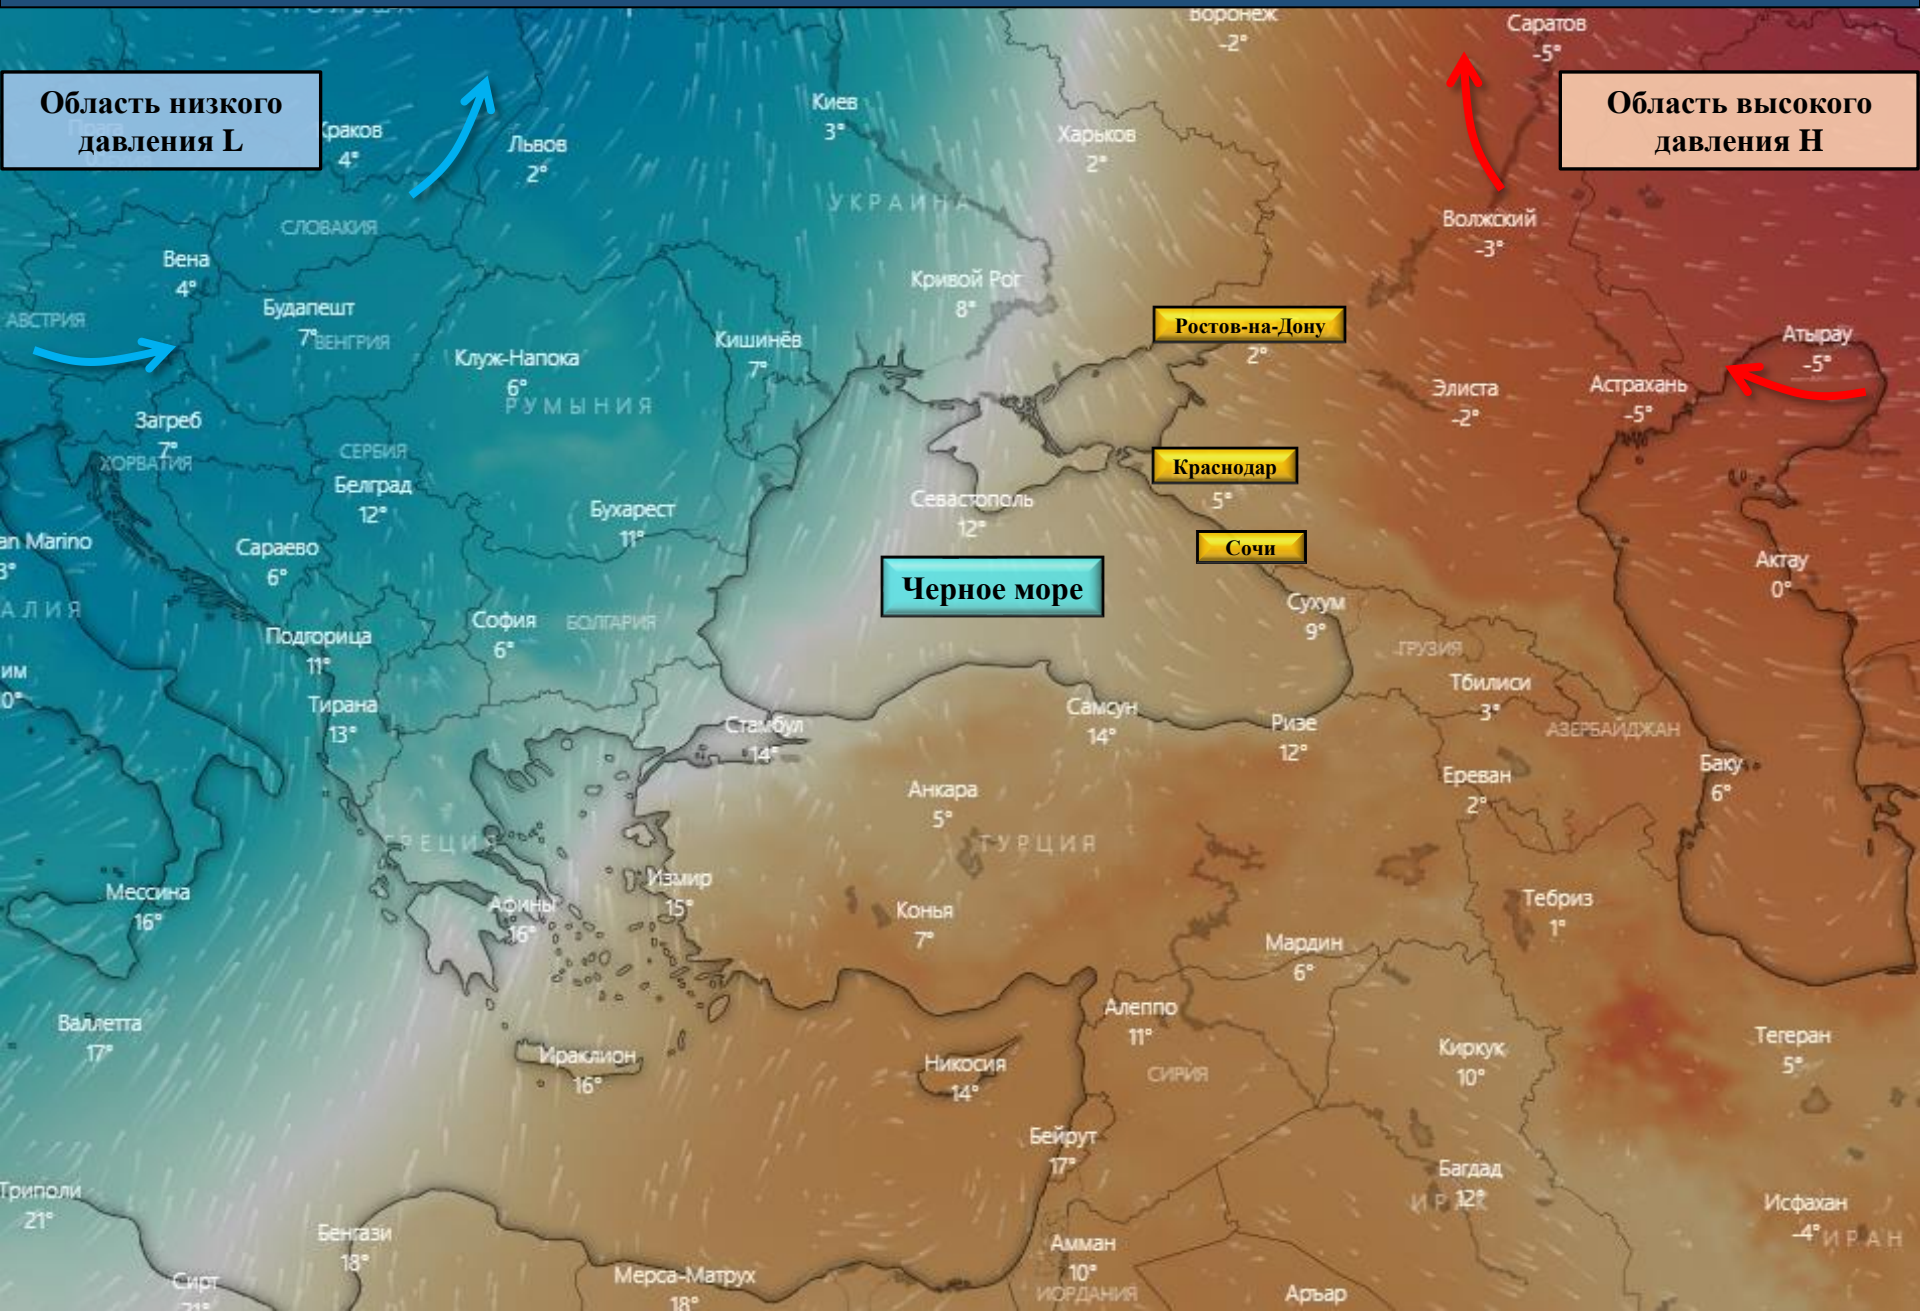 Воронеж
-2°
Саратов
-5°
Область низкого
давления L
Область высокого
давления H
Киев
3°
Краков
4°
Львов
2°
Харьков
2°
УКРАИНА
СЛОВАКИЯ
Волжский
-3°
Вена
4°
Кривой Рог
8°
Будапешт
7°
ВЕНГРИЯ
АВСТРИЯ
Ростов-на-Дону
2°
Кишинёв
7°
Атырау
-5°
Клуж-Напока
6°
РУМЫНИЯ
Элиста
-2°
Астрахань
-5°
Загреб
7°
ХОРВАТИЯ
СЕРБИЯ
Белград
12°
Краснодар
5°
Севастополь
12°
Бухарест
11°
an Marino
3°
Сараево
6°
Сочи
Актау
0°
Черное море
АЛИЯ
София
6°
БОЛГАРИЯ
Сухум
9°
Подгорица
11°
ГРУЗИЯ
им
0°
Тбилиси
3°
Тирана
13°
Стамбул
14°
Самсун
14°
Ризе
12°
АЗЕРБАЙДЖАН
Баку
6°
Ереван
2°
Анкара
5°
ГРЕЦИЯ
ТУРЦИЯ
Мессина
16°
Измир
15°
Афины
16°
Конья
7°
Тебриз
1°
Мардин
6°
Алеппо
11°
Валлетта
17°
Ираклион
16°
Никосия
14°
СИРИЯ
Киркук
10°
Тегеран
5°
Бейрут
17°
Багдад
12°
ИРАК
Триполи
21°
Исфахан
-4°
ИРАН
Бенгази
18°
Амман
10°
ИОРДАНИЯ
Сирт
21°
Мерса-Матрух
18°
Аръар